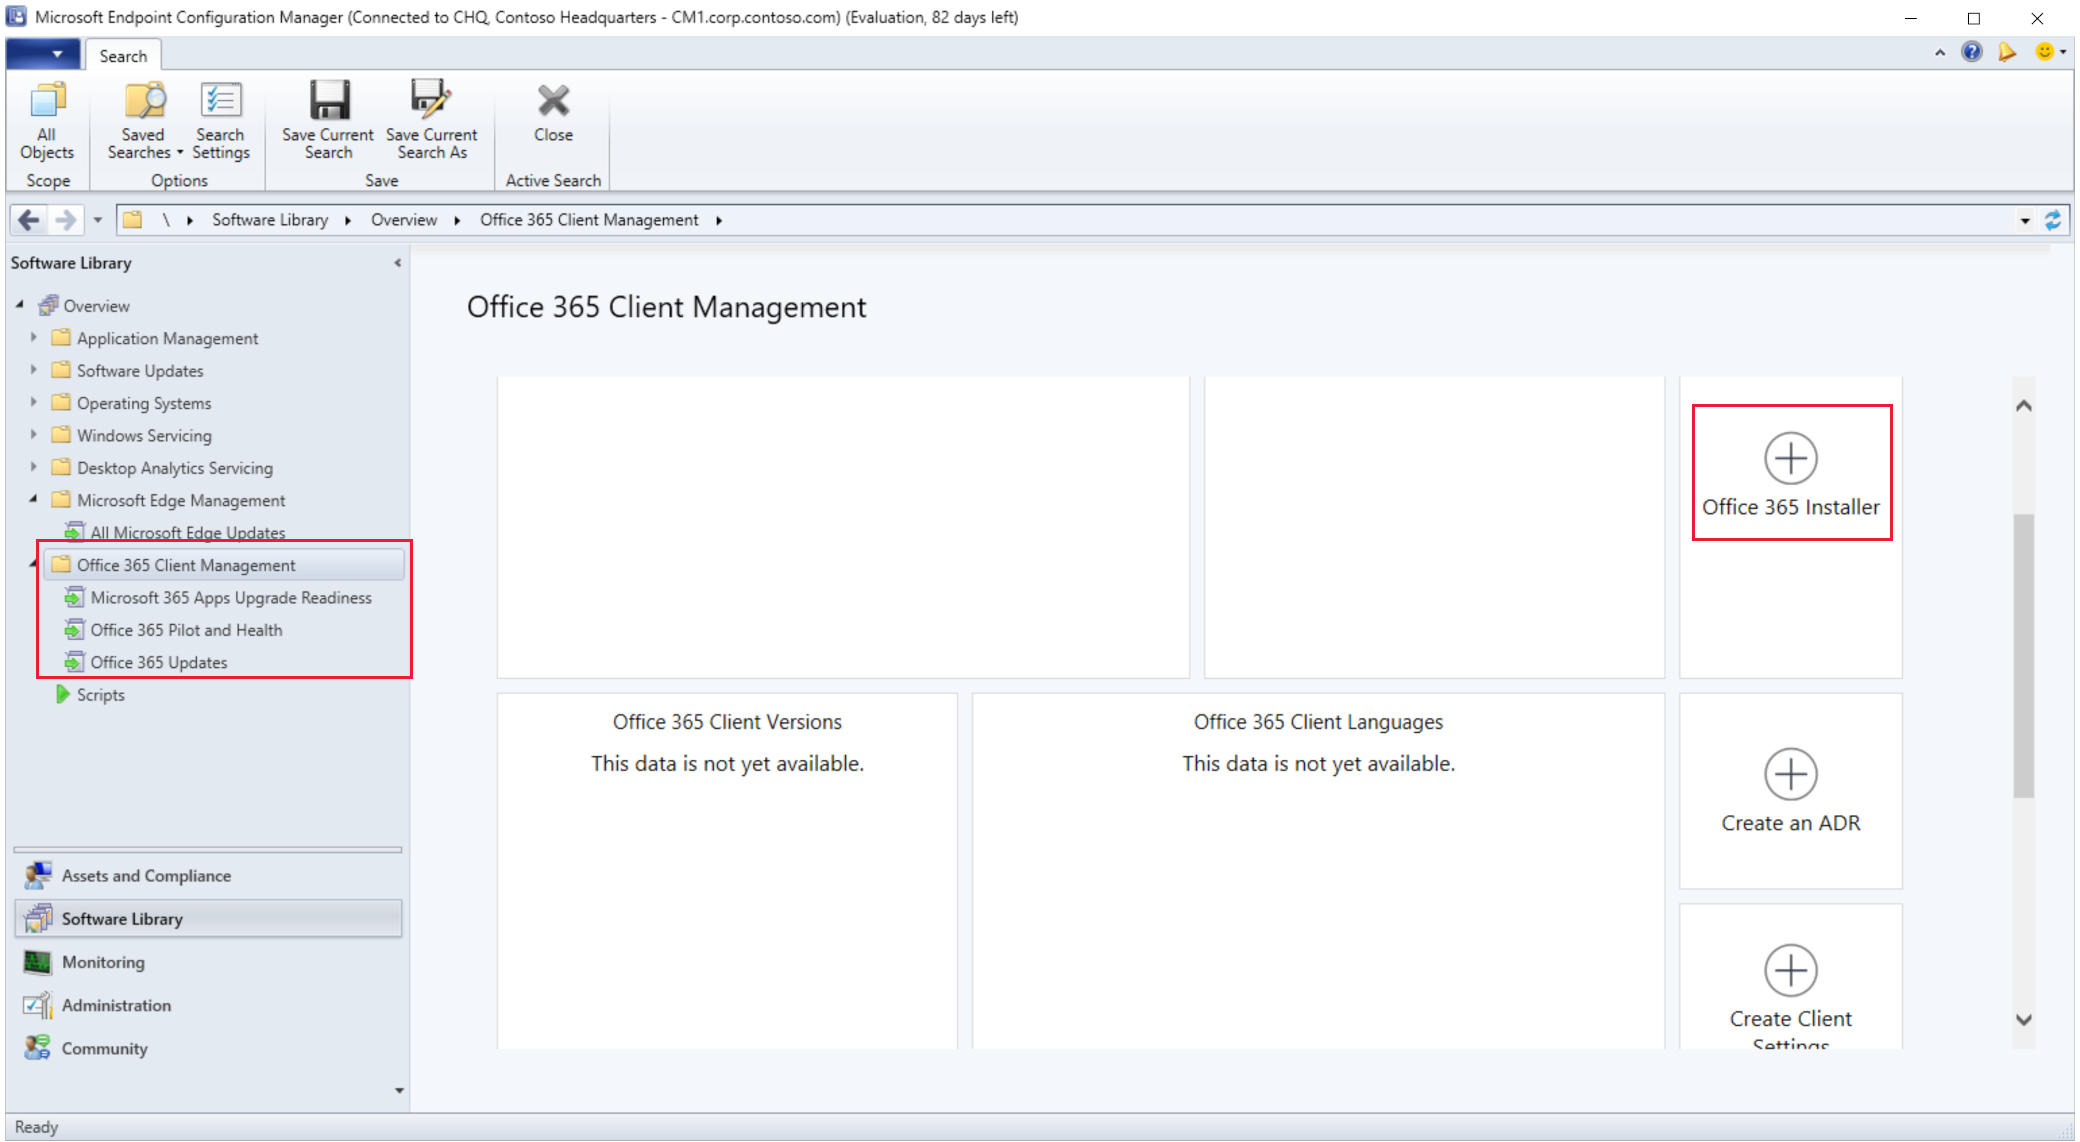 Microsoft Endpoint Configuration Manager (Connected to CHQ, Contoso Headquarters - CM1.corp.contoso.com) (Evaluation, 82 days left)
Search
All Objects
Saved Searches
Search Settings
Save Current Search
Save Current Search As
Close
Scope
Options
Save
Active Search
\ Software Library Overview Office 365 Client Management
Software Library
Overview
Application Management
Software Updates
Operating Systems
Windows Servicing
Desktop Analytics Servicing
Microsoft Edge Management
All Microsoft Edge Updates
Office 365 Client Management
Microsoft 365 Apps Upgrade Readiness
Office 365 Pilot and Health
Office 365 Updates
Scripts
Assets and Compliance
Software Library
Monitoring
Administration
Community
Office 365 Client Management
Office 365 Installer
Office 365 Client Versions
This data is not yet available.
Office 365 Client Languages
This data is not yet available.
Create an ADR
Create Client
Settings
Ready